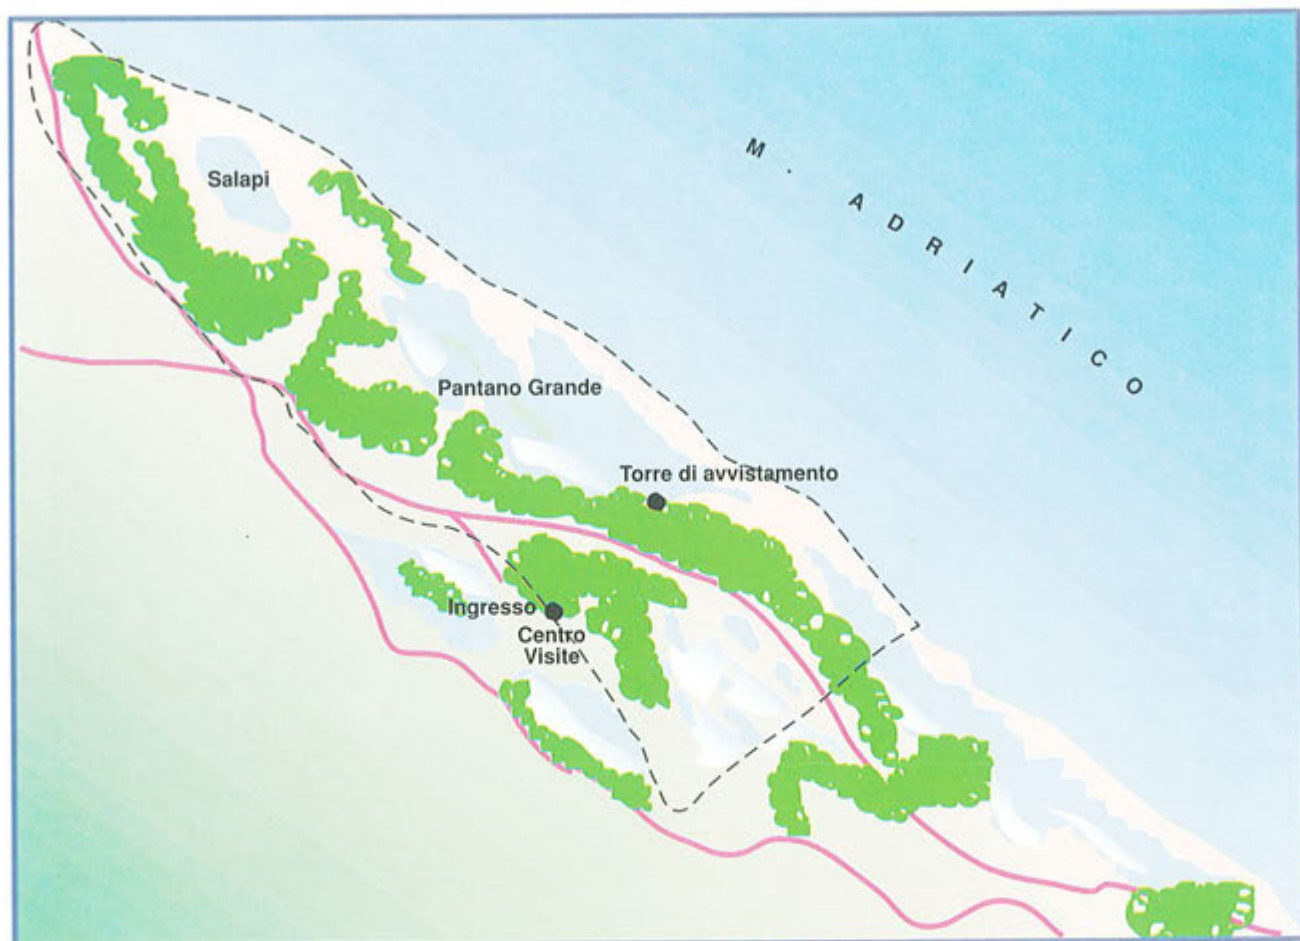 M. ADRIATICO
Salapi
Pantano Grande
Torre di avvistamento
Ingresso
Centro
Visite